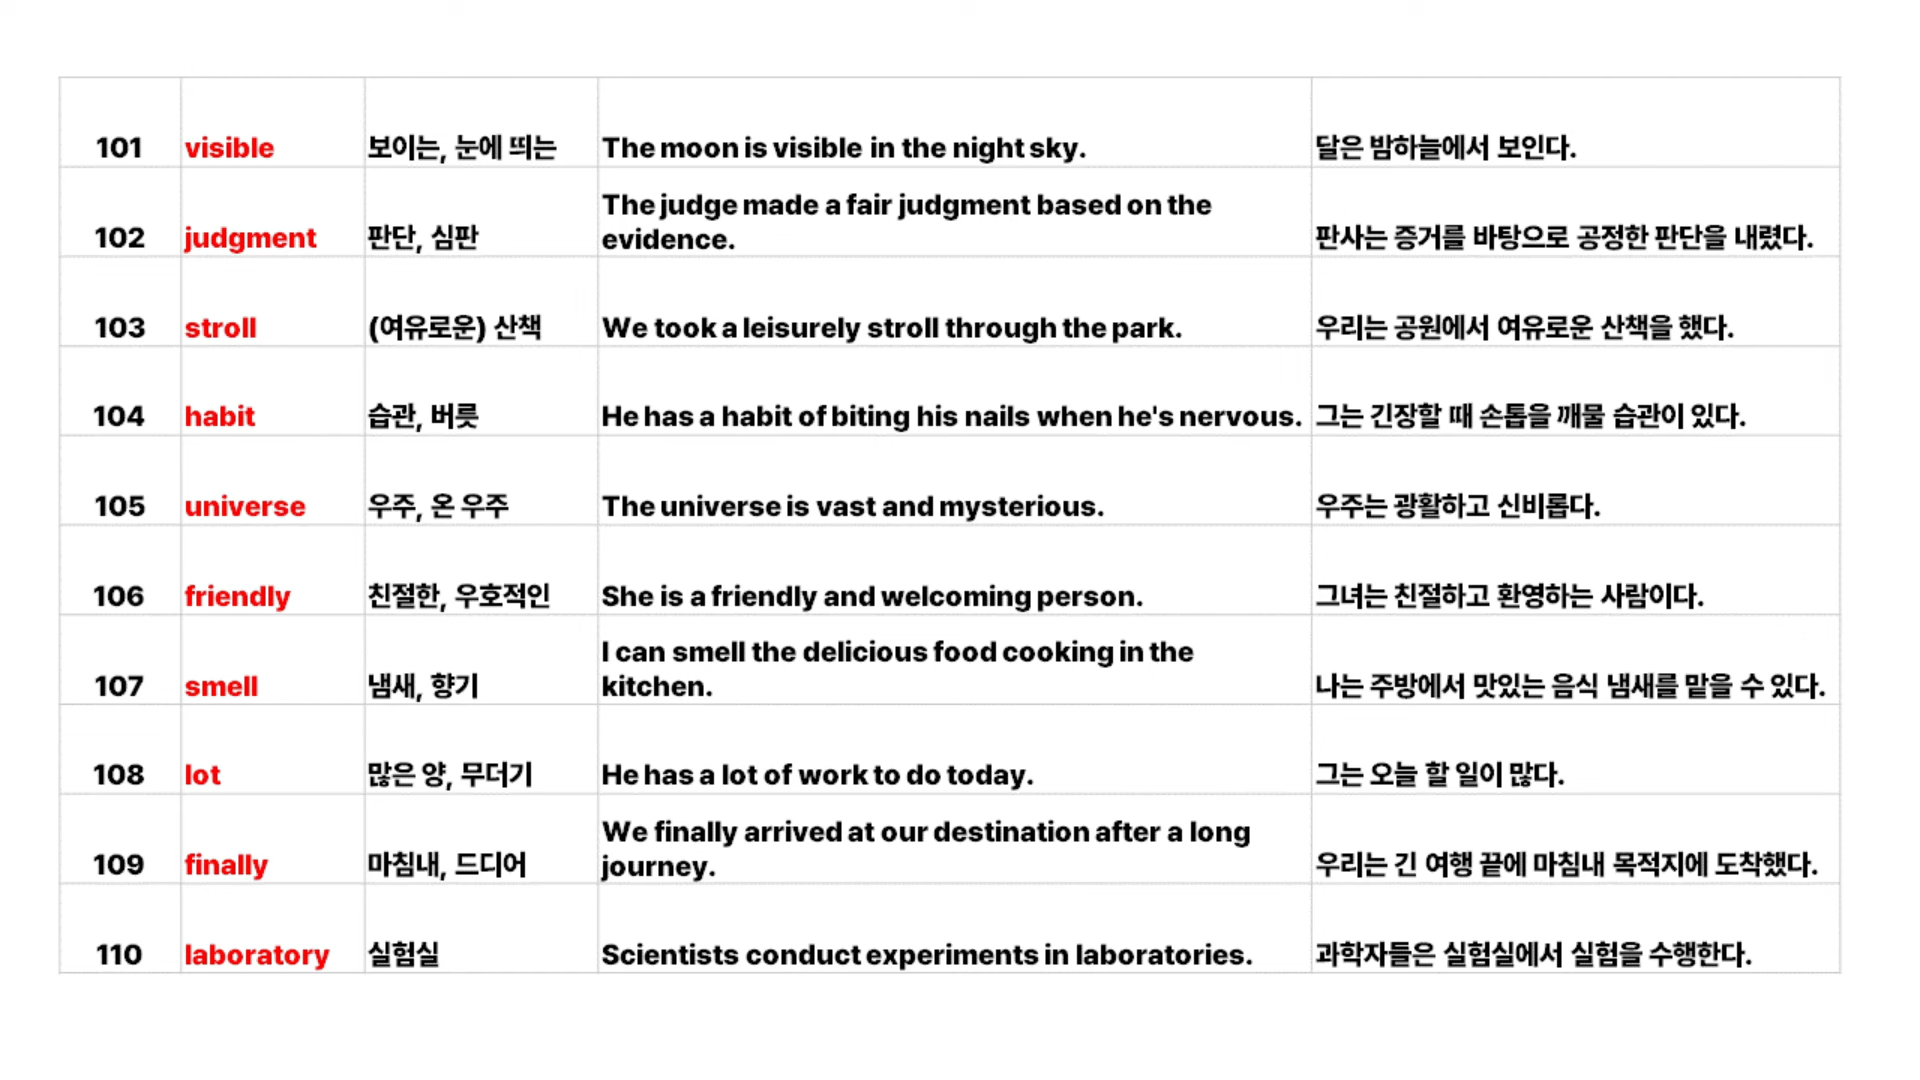 101 visible 보이는, 눈에 띄는 The moon is visible in the night sky. 달은 밤하늘에서 보인다.
102 judgment 판단, 심판 The judge made a fair judgment based on the
evidence. 판사는 증거를 바탕으로 공정한 판단을 내렸다.
103 stroll (여유로운) 산책 We took a leisurely stroll through the park. 우리는 공원에서 여유로운 산책을 했다.
104 habit 습관, 버릇 He has a habit of biting his nails when he's nervous. 그는 긴장할 때 손톱을 깨물 습관이 있다.
105 universe 우주, 온 우주 The universe is vast and mysterious. 우주는 광활하고 신비롭다.
106 friendly 친절한, 우호적인 She is a friendly and welcoming person. 그녀는 친절하고 환영하는 사람이다.
107 smell 냄새, 향기 I can smell the delicious food cooking in the
kitchen. 나는 주방에서 맛있는 음식 냄새를 맡을 수 있다.
108 lot 많은 양, 무더기 He has a lot of work to do today. 그는 오늘 할 일이 많다.
109 finally 마침내, 드디어 We finally arrived at our destination after a long
journey. 우리는 긴 여행 끝에 마침내 목적지에 도착했다.
110 laboratory 실험실 Scientists conduct experiments in laboratories. 과학자들은 실험실에서 실험을 수행한다.